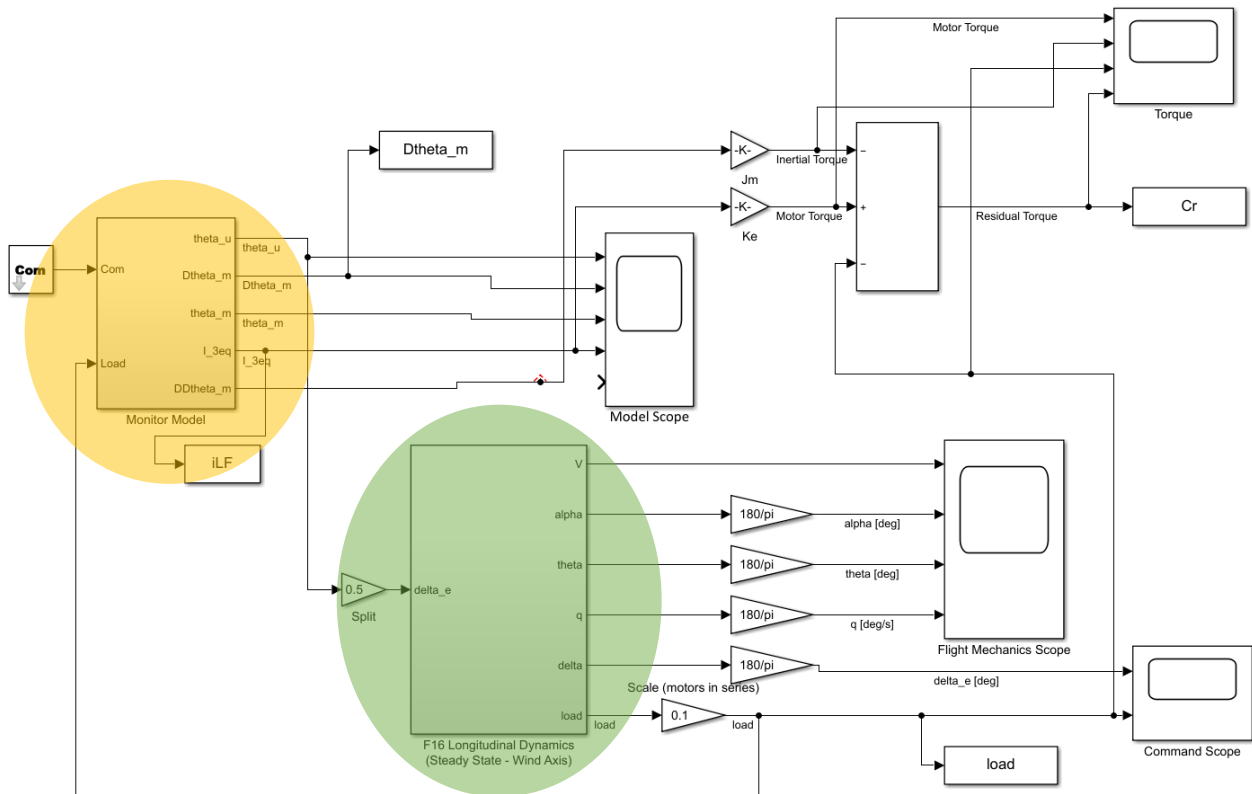 Motor Torque
Torque
Dtheta_m
-K-
Inertial Torque
Jm
-K-
Motor Torque
Ke
−
+
−
Residual Torque
Cr
Com
Com
Load
theta_u
theta_u
Dtheta_m
Dtheta_m
theta_m
theta_m
I_3eq
I_3eq
DDtheta_m
Monitor Model
iLF
Model Scope
0.5
Split
delta_e
V
alpha
theta
q
delta
load
load
F16 Longitudinal Dynamics
(Steady State - Wind Axis)
180/pi
alpha [deg]
180/pi
theta [deg]
180/pi
q [deg/s]
180/pi
delta_e [deg]
Flight Mechanics Scope
Scale (motors in series)
0.1
load
load
Command Scope